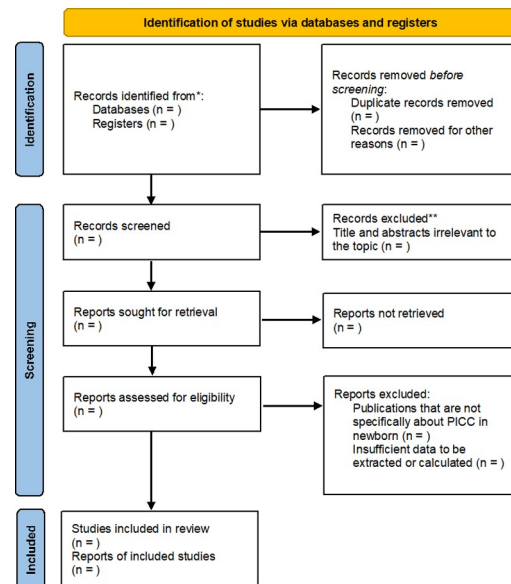 Identification of studies via databases and registers
Identification
Records identified from*:
Databases (n = )
Registers (n = )
Records removed before
screening:
Duplicate records removed
(n = )
Records removed for other
reasons (n = )
Screening
Records screened
(n = )
Records excluded**
Title and abstracts irrelevant to
the topic (n = )
Reports sought for retrieval
(n = )
Reports not retrieved
(n = )
Reports assessed for eligibility
(n = )
Reports excluded:
Publications that are not
specifically about PICC in
newborn (n = )
Insufficient data to be
extracted or calculated (n = )
Included
Studies included in review
(n = )
Reports of included studies
(n = )